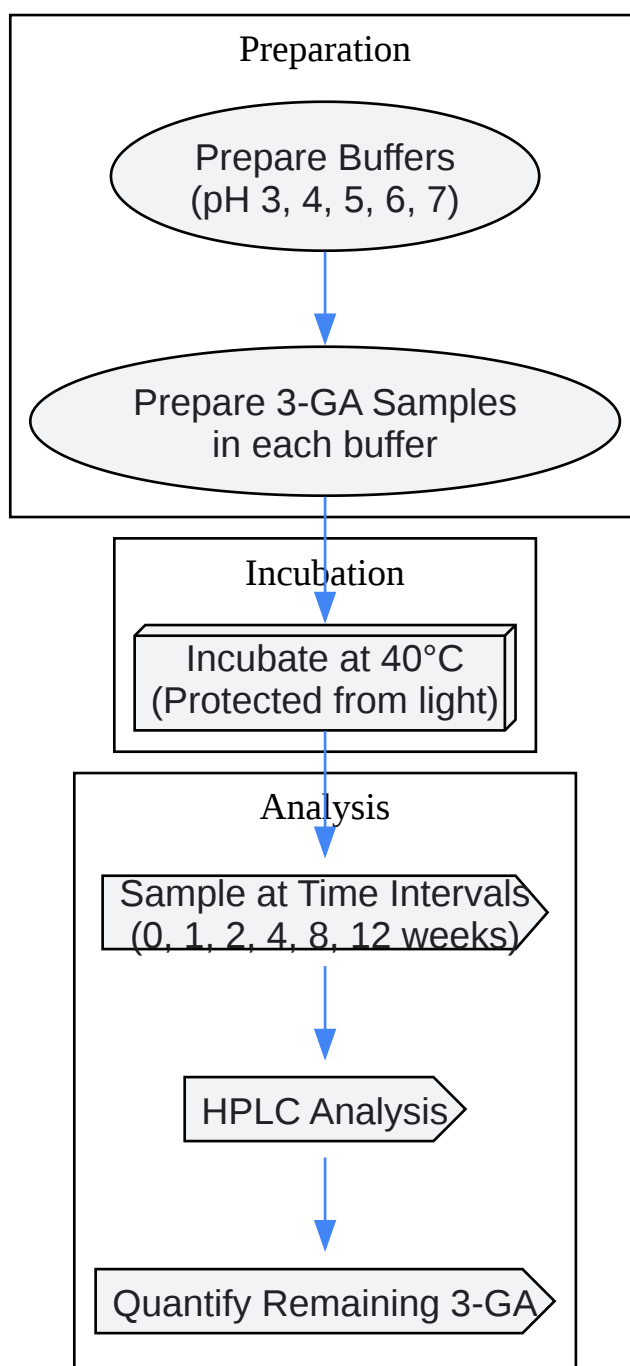 Preparation
Prepare Buffers
(pH 3, 4, 5, 6, 7)
Prepare 3-GA Samples
in each buffer
Incubation
Incubate at 40°C
(Protected from light)
Analysis
Sample at Time Intervals
(0, 1, 2, 4, 8, 12 weeks)
HPLC Analysis
Quantify Remaining 3-GA